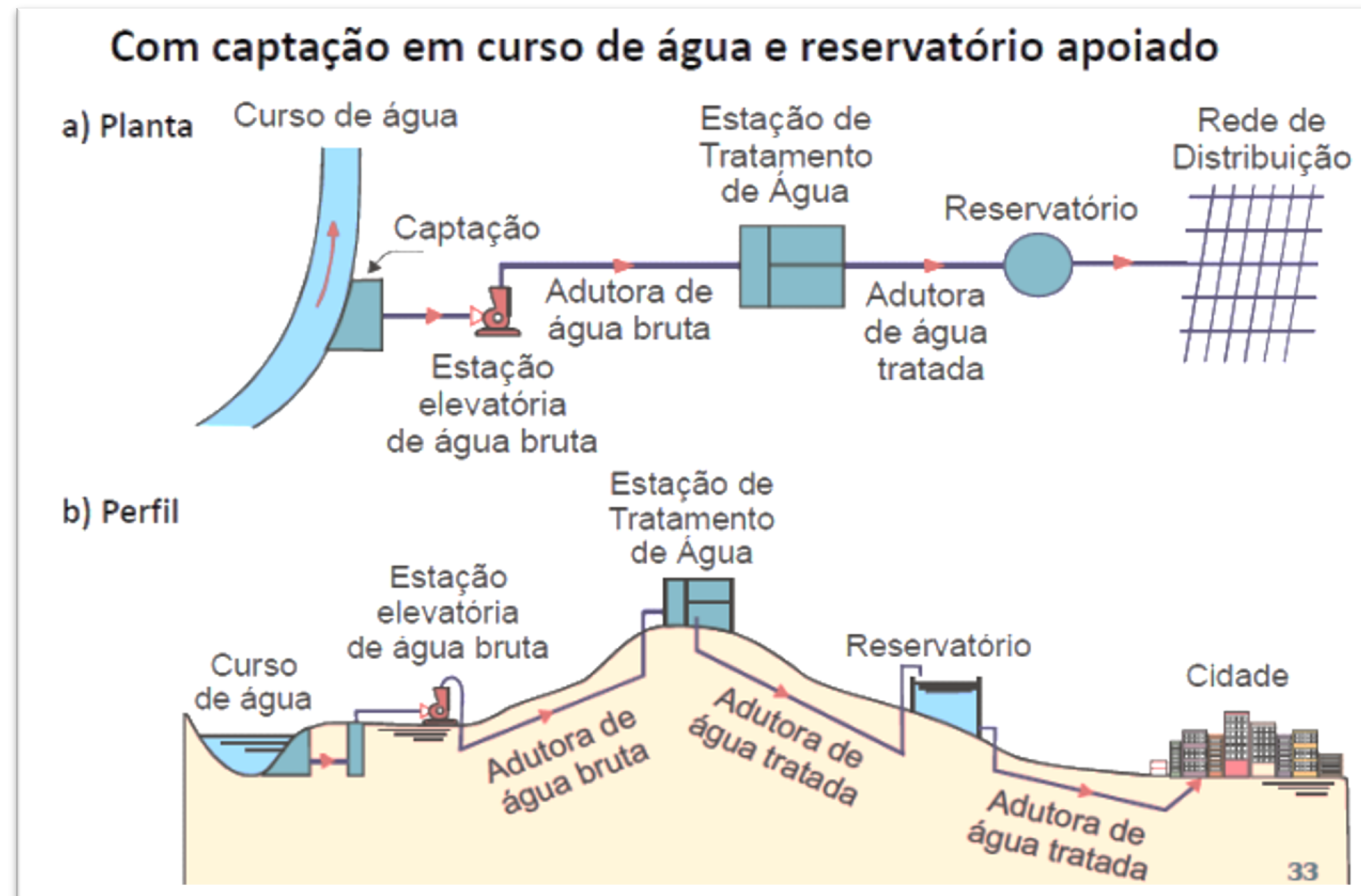 Com captação em curso de água e reservatório apoiado
a) Planta
Curso de água
Captação
Estação
elevatória
de água bruta
Adutora de
água bruta
Estação de
Tratamento
de Água
Adutora
de água
tratada
Reservatório
Rede de
Distribuição
b) Perfil
Curso
de água
Estação
elevatória
de água bruta
Adutora de
água bruta
Estação de
Tratamento
de Água
Adutora de
água tratada
Reservatório
Adutora de
água tratada
Cidade
33